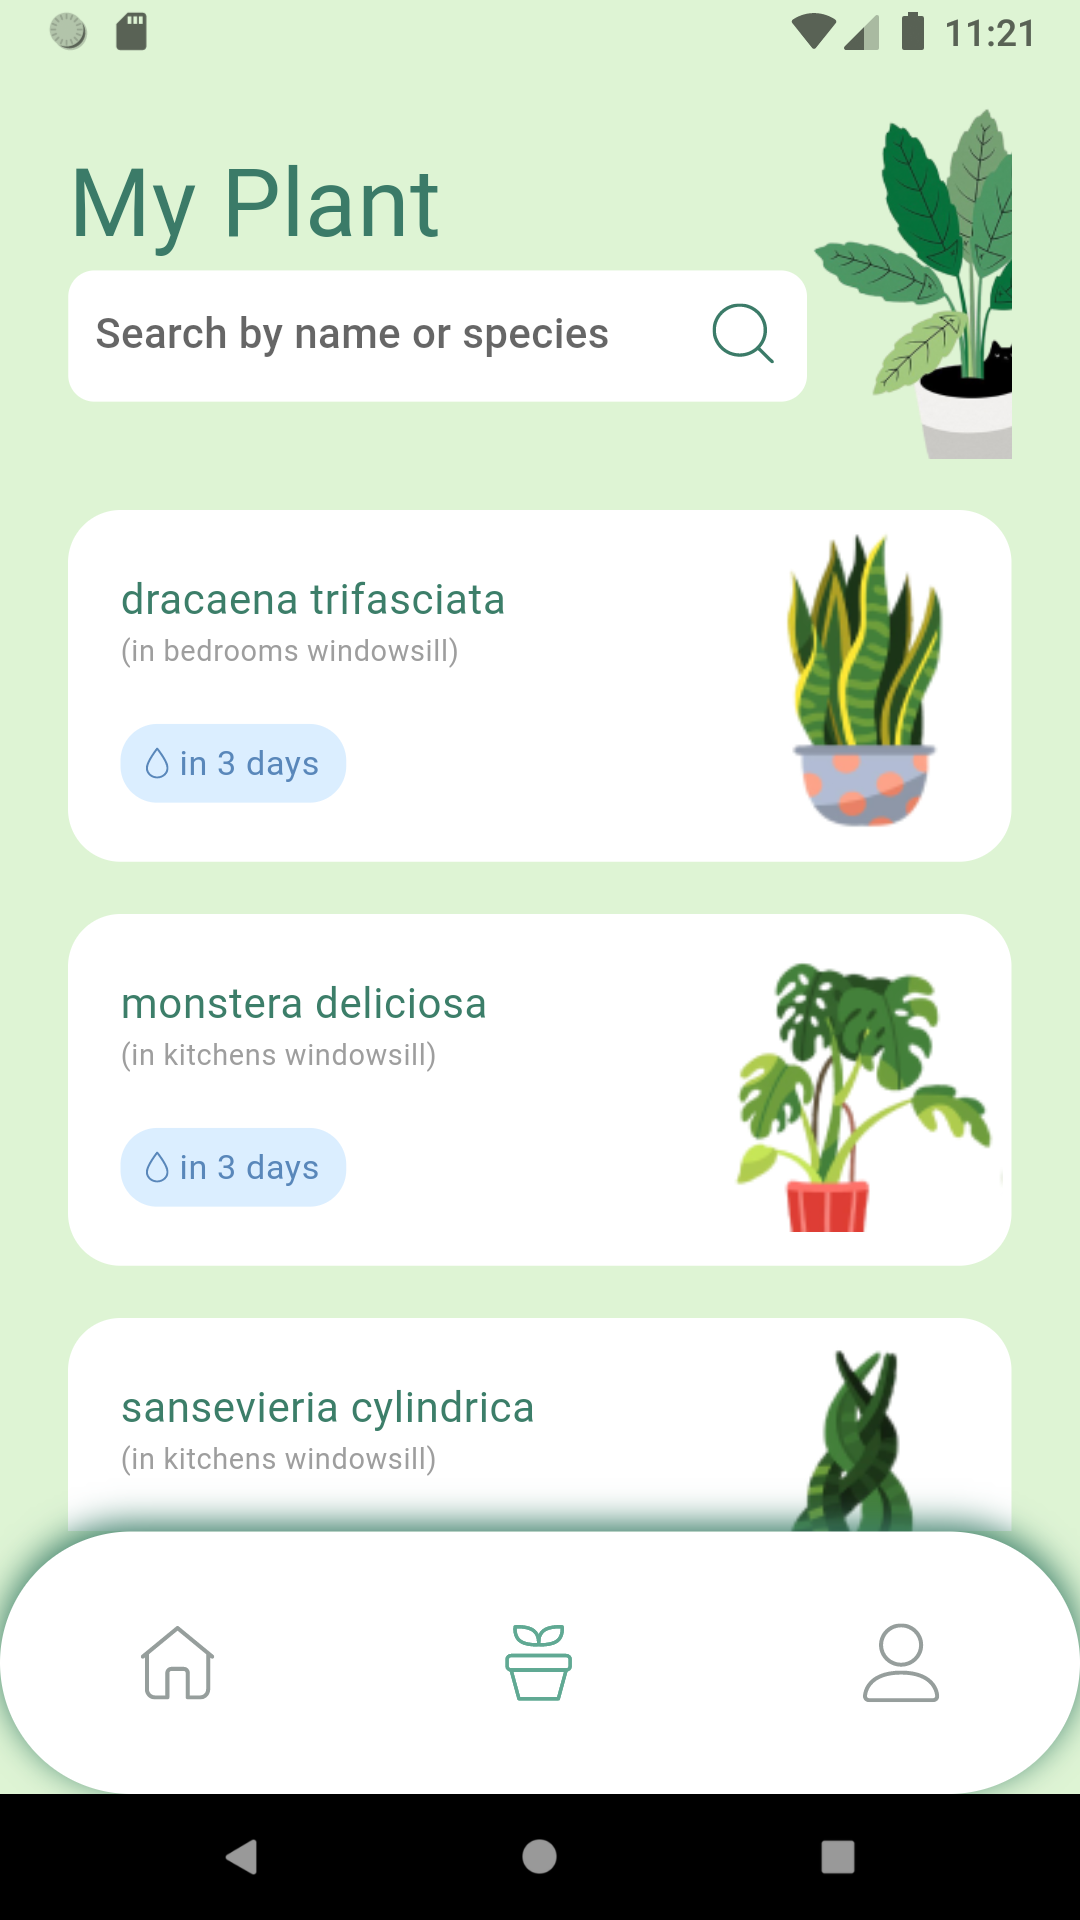 11:21
My Plant
Search by name or species
dracaena trifasciata
(in bedrooms windowsill)
in 3 days
monstera deliciosa
(in kitchens windowsill)
in 3 days
sansevieria cylindrica
(in kitchens windowsill)